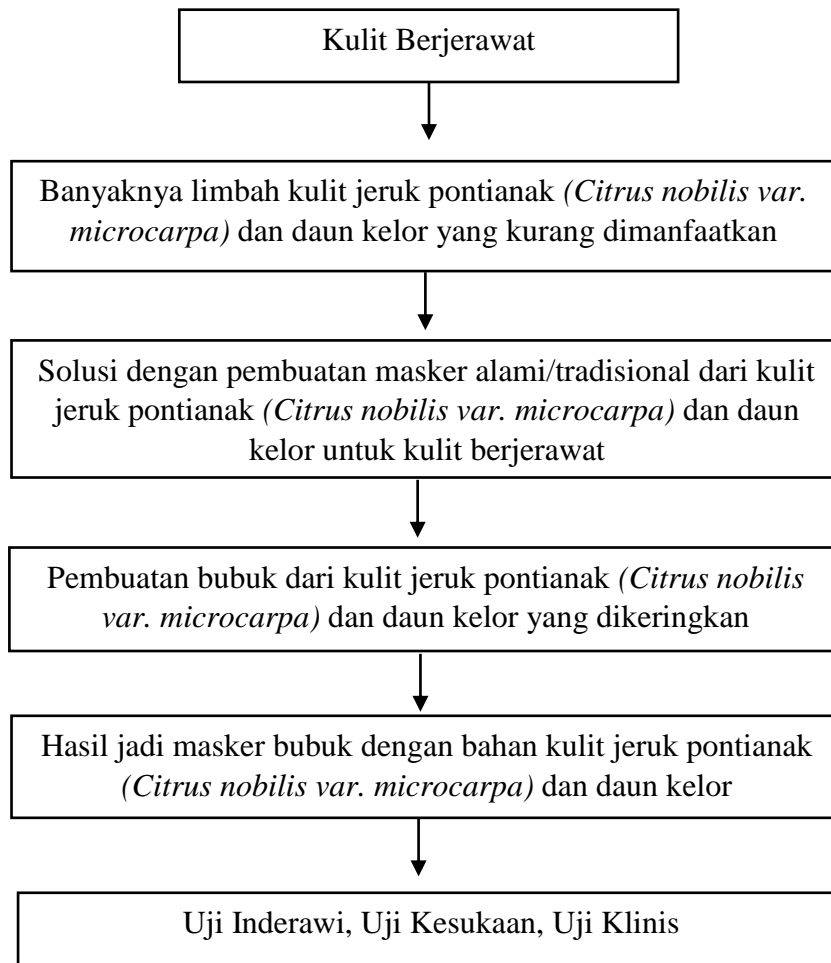 Kulit Berjerawat
Banyaknya limbah kulit jeruk pontianak (Citrus nobilis var.
microcarpa) dan daun kelor yang kurang dimanfaatkan
Solusi dengan pembuatan masker alami/tradisional dari kulit
jeruk pontianak (Citrus nobilis var. microcarpa) dan daun
kelor untuk kulit berjerawat
Pembuatan bubuk dari kulit jeruk pontianak (Citrus nobilis
var. microcarpa) dan daun kelor yang dikeringkan
Hasil jadi masker bubuk dengan bahan kulit jeruk pontianak
(Citrus nobilis var. microcarpa) dan daun kelor
Uji Inderawi, Uji Kesukaan, Uji Klinis